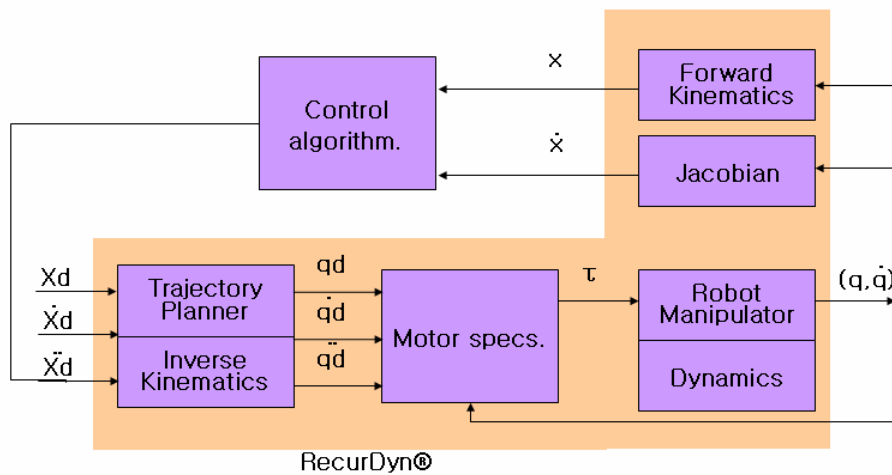 x
Forward
Kinematics
Control
algorithm.
ẋ
Jacobian
Xd
Trajectory
Planner
qd
τ
Robot
Manipulator
(q,q̇)
Ẋd
q̇d
Motor specs.
Ẍd
Inverse
Kinematics
q̈d
Dynamics
RecurDyn®